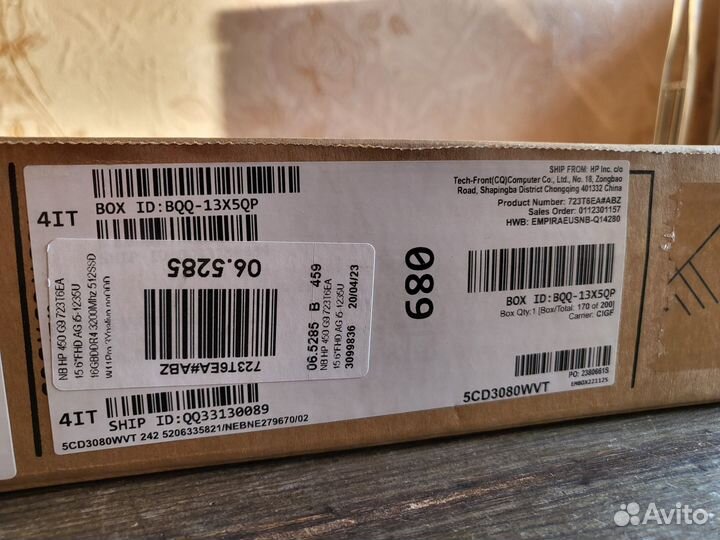 SHIP FROM: HP Inc. c/o
Tech-Front(CQ)Computer Co., Ltd., No. 18, Zongbao
Road, Shapingba District Chongqing 401332 China
Product Number: 723T6EA#ABZ
Sales Order: 0112301157
HWB: EMPIRAEUSNB-Q14280
4IT
BOX ID:BQQ-13X5QP
06.5285
723T6EA#ABZ
NB HP 450 G9 723T6EA
15.6"FHD AG i5-1235U
16GBDDR4 3200Mhz 512SSD
W11Pro
06.5285 B 459
NB HP 450 G9 723T6EA
15.6"FHD AG i5-1235U
3099836 20/04/23
680
BOX ID:BQQ-13X5QP
Box Qty:1 [Box/Total: 170 of 200]
Carrier: CIGF
PO: 2380661S
EMBOX22112S
5CD3080WVT
4IT
SHIP ID:QQ33130089
5CD3080WVT 242 5206335821/NEBNE279670/02
Avito